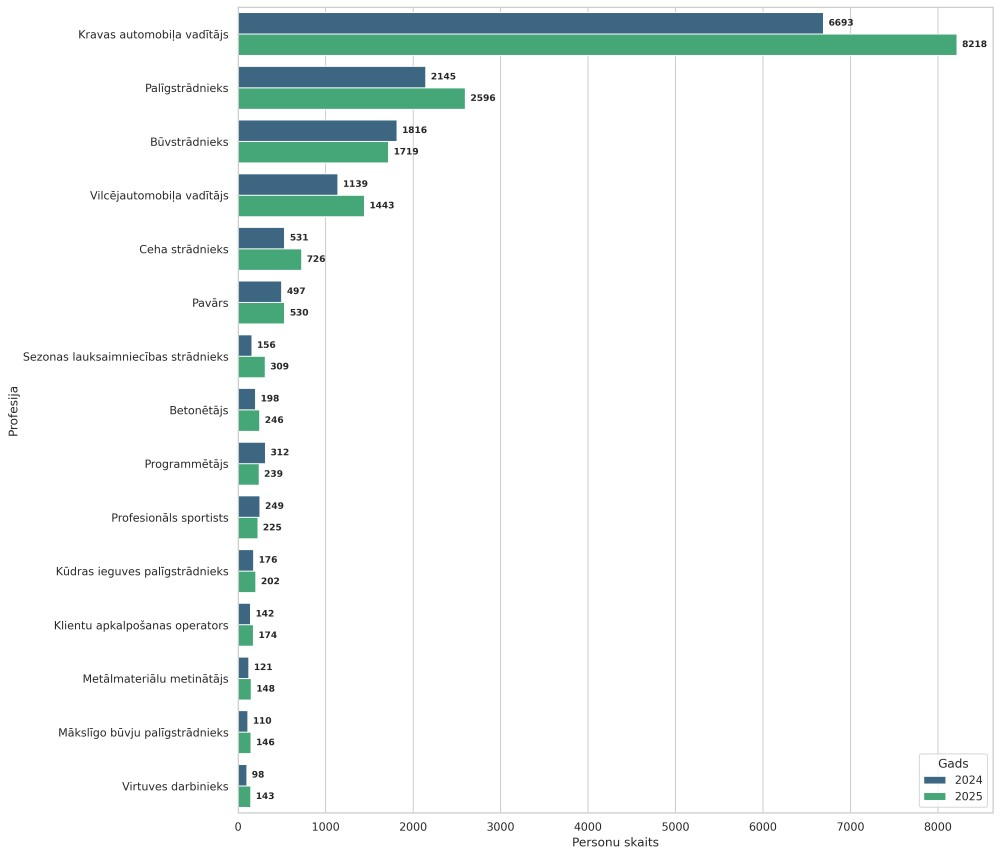 Kravas automobiļa vadītājs
6693
8218
Palīgstrādnieks
2145
2596
Būvstrādnieks
1816
1719
Vilcējautomobiļa vadītājs
1139
1443
Ceha strādnieks
531
726
Pavārs
497
530
Sezonas lauksaimniecības strādnieks
156
309
Betonētājs
198
246
Programmētājs
312
239
Profesionāls sportists
249
225
Kūdras ieguves palīgstrādnieks
176
202
Klientu apkalpošanas operators
142
174
Metālmateriālu metinātājs
121
148
Mākslīgo būvju palīgstrādnieks
110
146
Virtuves darbinieks
98
143
Profesija
0 1000 2000 3000 4000 5000 6000 7000 8000
Personu skaits
Gads
2024
2025